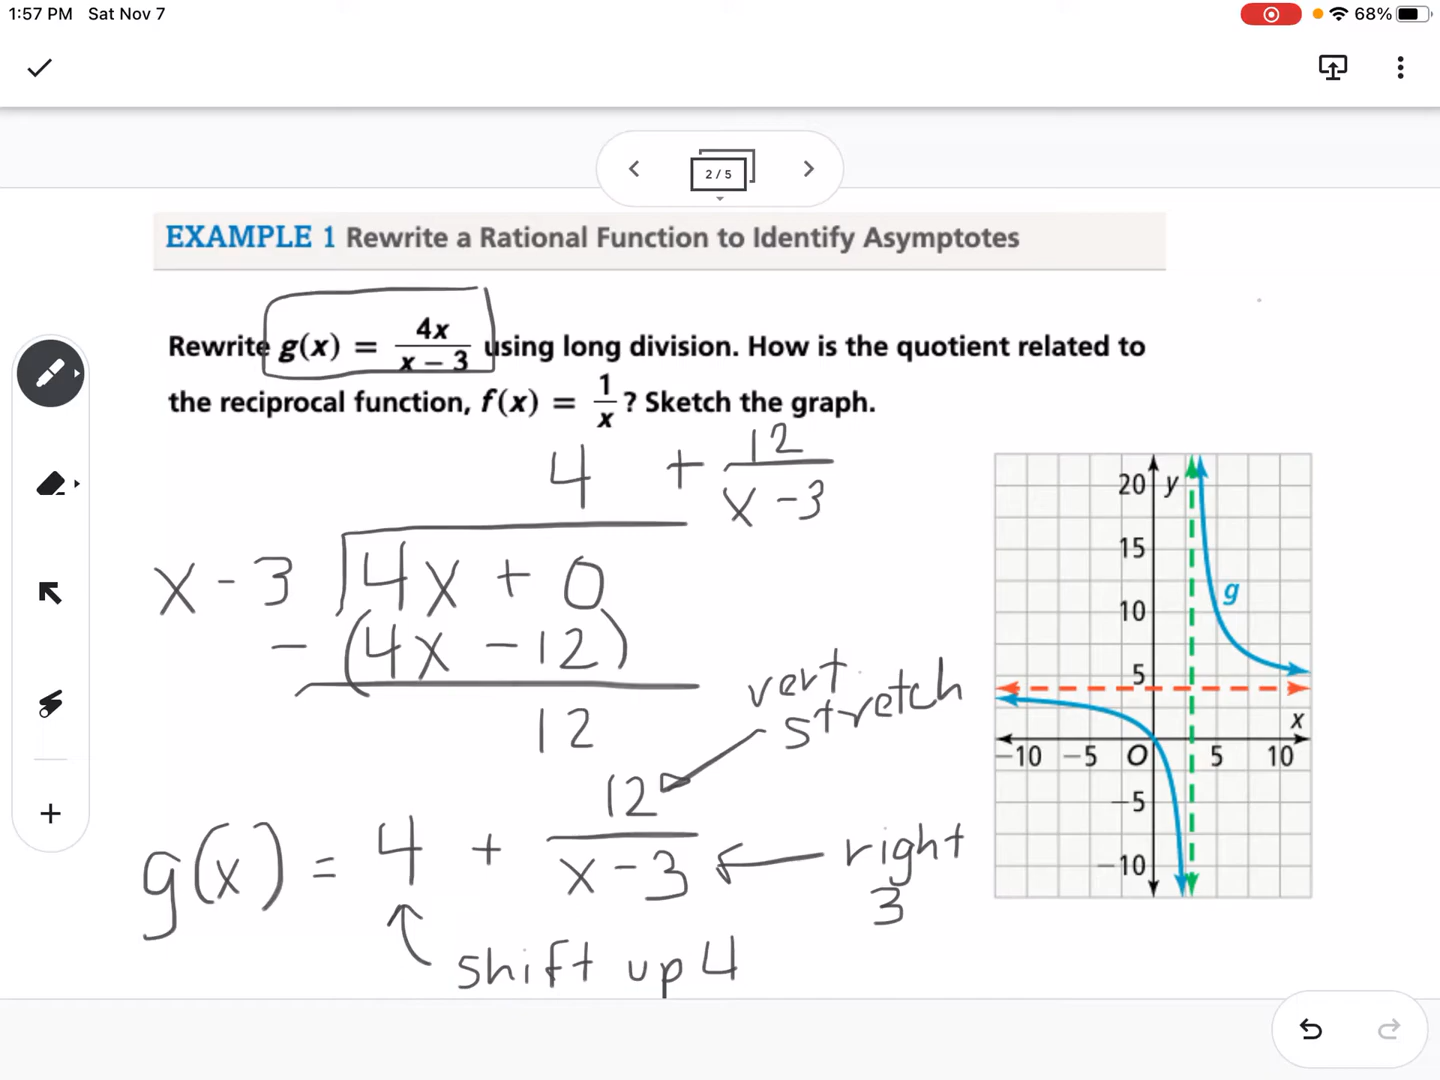 1:57 PM Sat Nov 7
68%
2 / 5
EXAMPLE 1 Rewrite a Rational Function to Identify Asymptotes
Rewrite g(x) = 4x / x − 3 using long division. How is the quotient related to
the reciprocal function, f(x) = 1 / x ? Sketch the graph.
4 + 12 / x − 3
x − 3 4x + 0
− (4x − 12)
12
vert
stretch
g(x) = 4 + 12 / x − 3
right
3
shift up 4
20 y
15
10
g
5
x
−10 −5 O 5 10
−5
−10